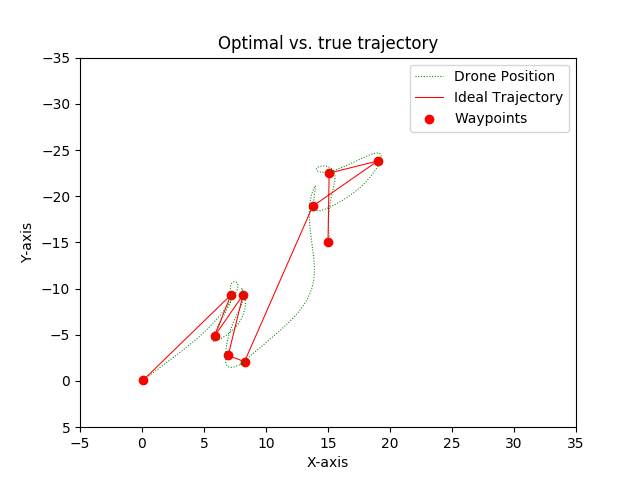 Optimal vs. true trajectory
Drone Position
Ideal Trajectory
Waypoints
Y-axis
−35
−30
−25
−20
−15
−10
−5
0
5
−5 0 5 10 15 20 25 30 35
X-axis